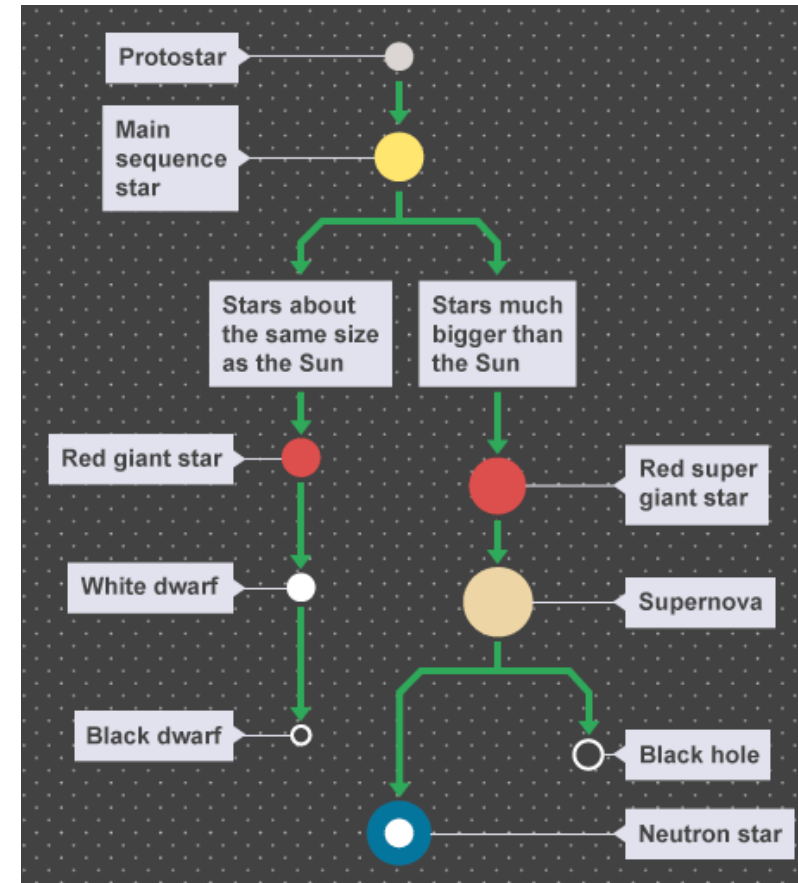 Protostar
Main
sequence
star
Stars about
the same size
as the Sun
Stars much
bigger than
the Sun
Red giant star
Red super
giant star
White dwarf
Supernova
Black dwarf
Black hole
Neutron star